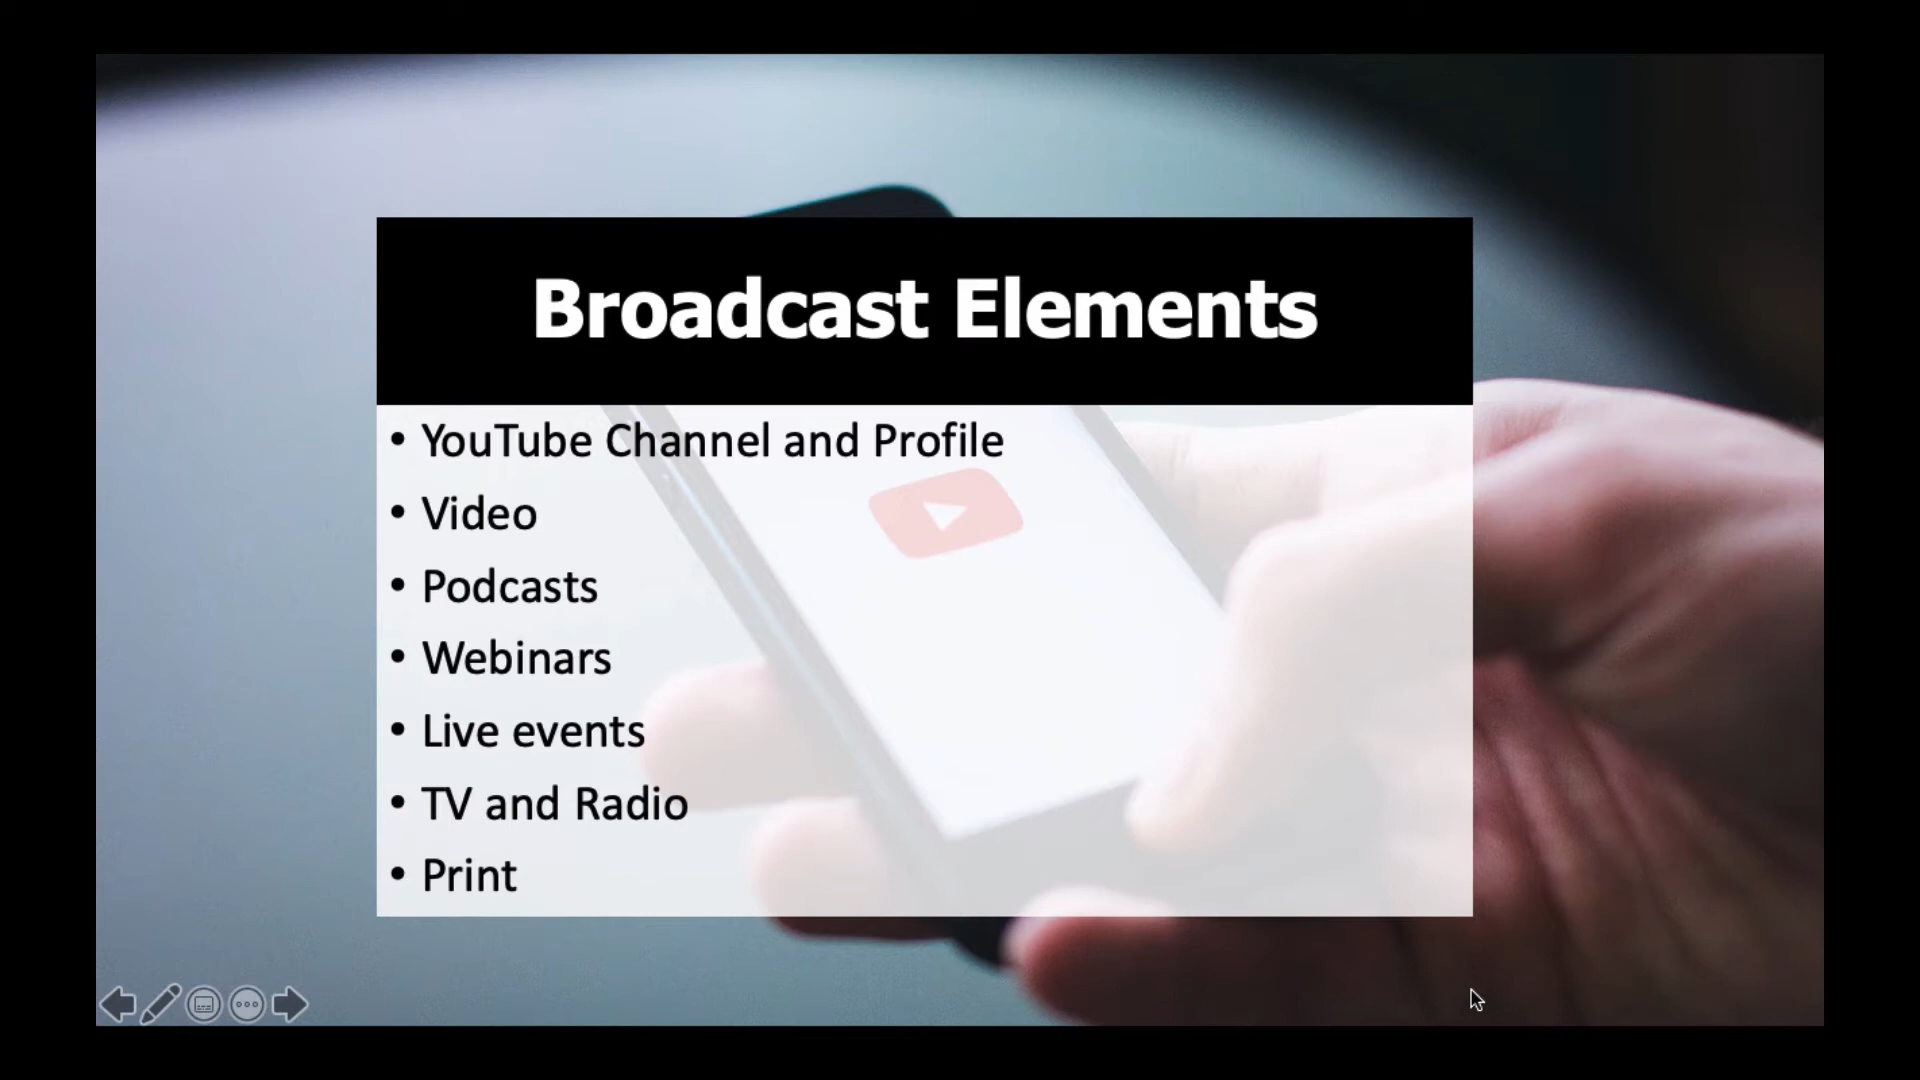 Broadcast Elements
• YouTube Channel and Profile
• Video
• Podcasts
• Webinars
• Live events
• TV and Radio
• Print